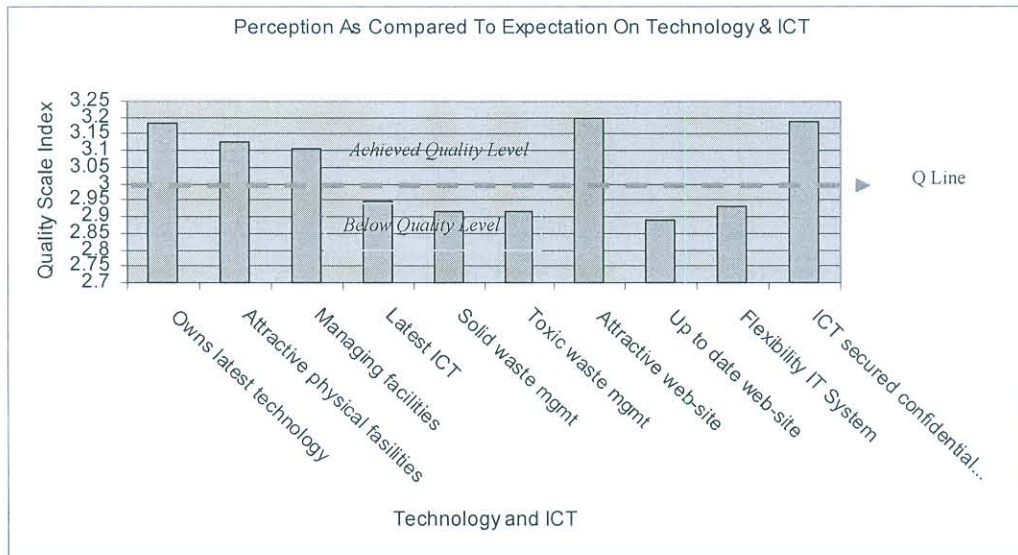 Perception As Compared To Expectation On Technology & ICT
Quality Scale Index
3.25
3.2
3.15
3.1
3.05
3
2.95
2.9
2.85
2.8
2.75
2.7
Achieved Quality Level
Below Quality Level
Q Line
Owns latest technology
Attractive physical fasilities
Managing facilities
Latest ICT
Solid waste mgmt
Toxic waste mgmt
Attractive web-site
Up to date web-site
Flexibility IT System
ICT secured confidential...
Technology and ICT